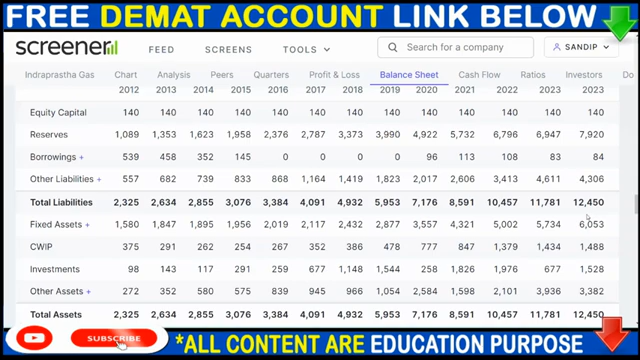 FREE DEMAT ACCOUNT LINK BELOW
screener FEED SCREENS TOOLS Search for a company SANDIP
Indraprastha Gas Chart Analysis Peers Quarters Profit & Loss Balance Sheet Cash Flow Ratios Investors Do
2012 2013 2014 2015 2016 2017 2018 2019 2020 2021 2022 2023 2023
Equity Capital 140 140 140 140 140 140 140 140 140 140 140 140 140
Reserves 1,089 1,353 1,623 1,958 2,376 2,787 3,373 3,990 4,922 5,732 6,796 6,947 7,920
Borrowings + 539 458 352 145 0 0 0 0 96 113 108 83 84
Other Liabilities + 557 682 739 833 868 1,164 1,419 1,823 2,017 2,606 3,413 4,611 4,306
Total Liabilities 2,325 2,634 2,855 3,076 3,384 4,091 4,932 5,953 7,176 8,591 10,457 11,781 12,450
Fixed Assets + 1,580 1,847 1,895 1,956 2,019 2,117 2,432 2,877 3,557 4,321 5,002 5,734 6,053
CWIP 375 291 262 254 267 352 386 478 777 847 1,379 1,434 1,488
Investments 98 143 117 291 259 677 1,148 1,544 258 1,826 1,976 677 1,528
Other Assets + 272 352 580 575 839 945 966 1,054 2,584 1,598 2,101 3,936 3,382
Total Assets 2,325 2,634 2,855 3,076 3,384 4,091 4,932 5,953 7,176 8,591 10,457 11,781 12,450
SUBSCRIBE *ALL CONTENT ARE EDUCATION PURPOSE